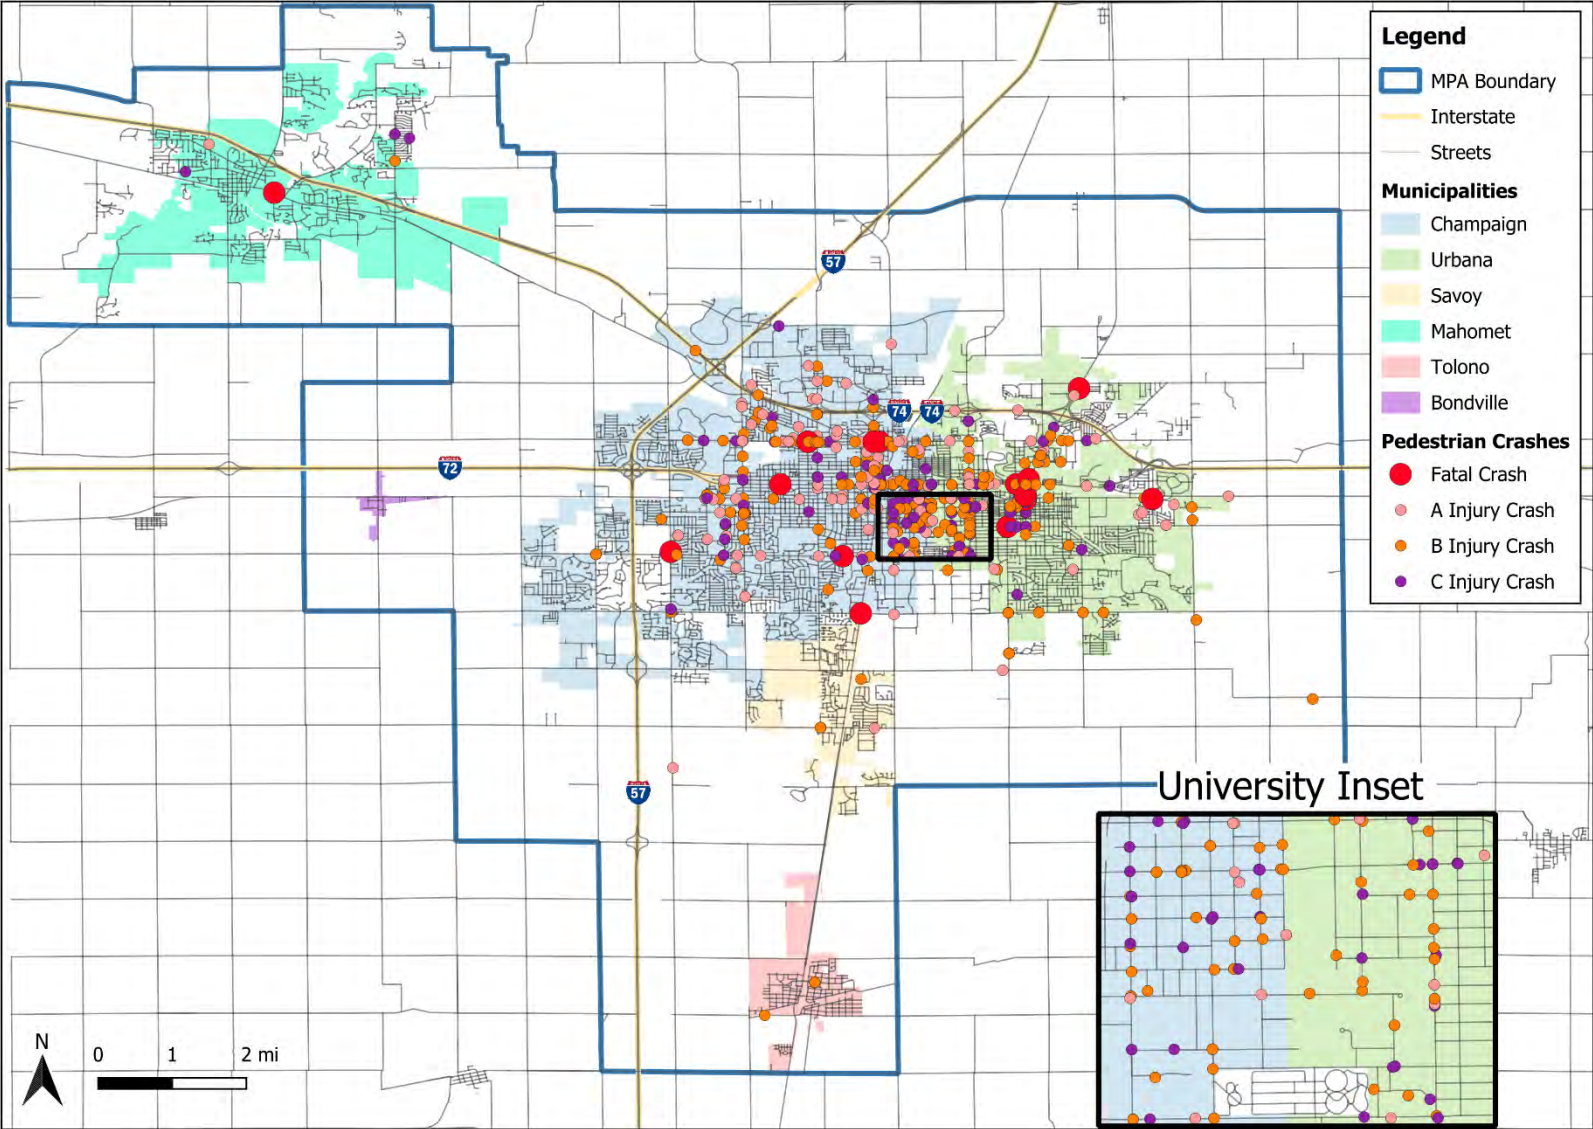 Legend
MPA Boundary
Interstate
Streets
Municipalities
Champaign
Urbana
Savoy
Mahomet
Tolono
Bondville
Pedestrian Crashes
Fatal Crash
A Injury Crash
B Injury Crash
C Injury Crash
57
74
74
72
57
University Inset
N
0 1 2 mi